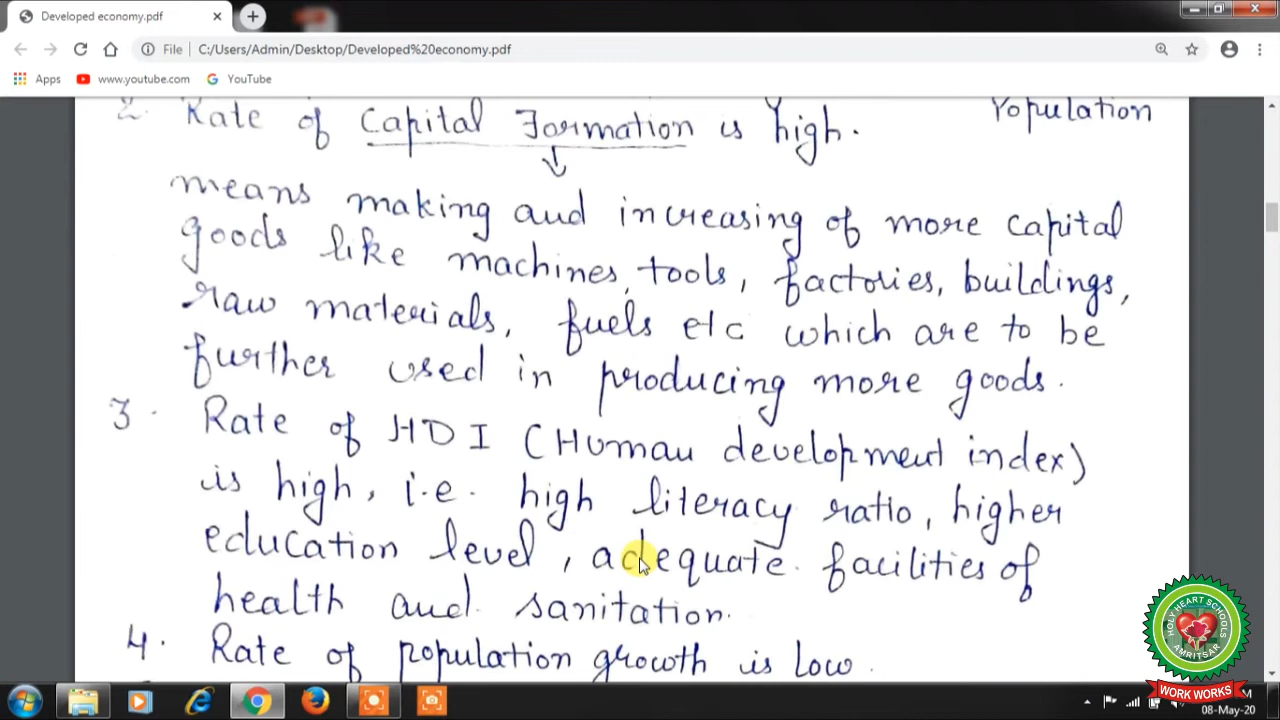 Developed economy.pdf
File C:/Users/Admin/Desktop/Developed%20economy.pdf
Apps www.youtube.com YouTube
Population
2. Rate of Capital Formation is high.
means making and increasing of more capital
goods like machines, tools, factories, buildings,
raw materials, fuels etc which are to be
further used in producing more goods.
3. Rate of HDI (Human development index)
is high, i.e. high literacy ratio, higher
education level, adequate facilities of
health and sanitation.
4. Rate of population growth is low.
HOLY HEART SCHOOLS
AMRITSAR
WORK WORKS
08-May-20